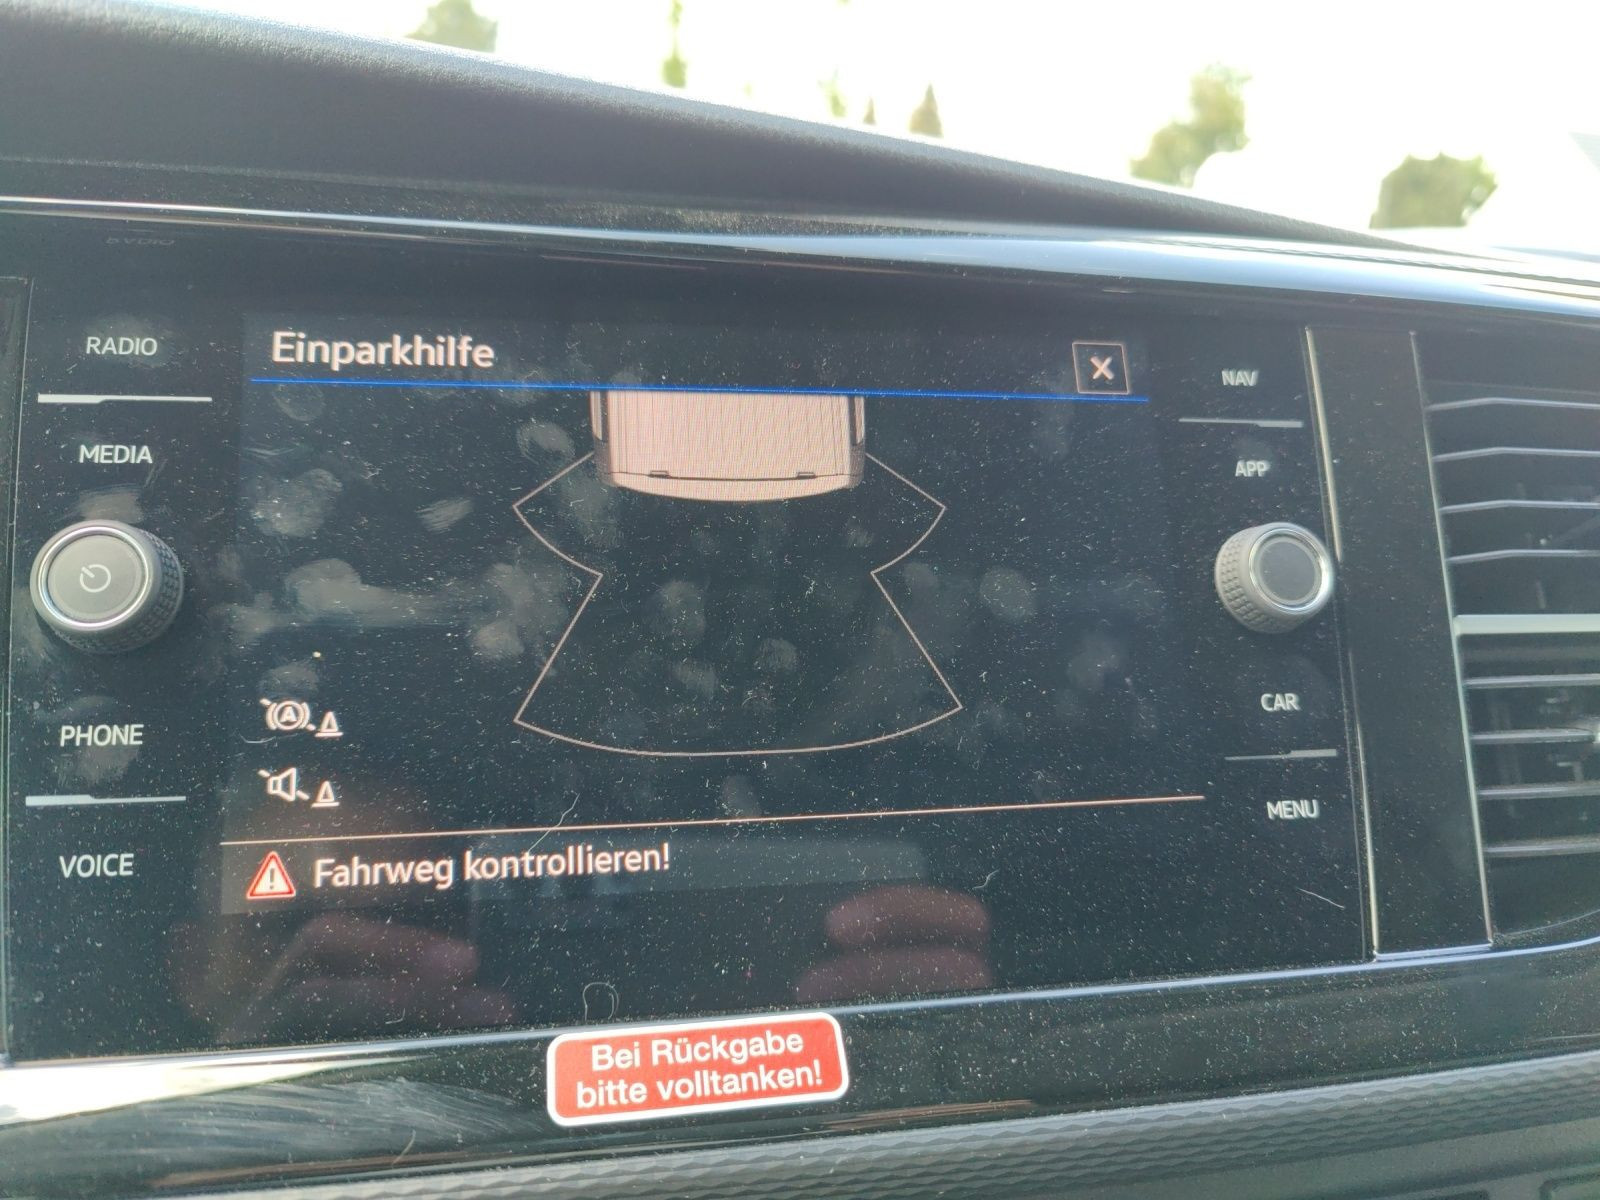 RADIO
MEDIA
PHONE
VOICE
Einparkhilfe
Fahrweg kontrollieren!
NAV
APP
CAR
MENU
Bei Rückgabe
bitte volltanken!